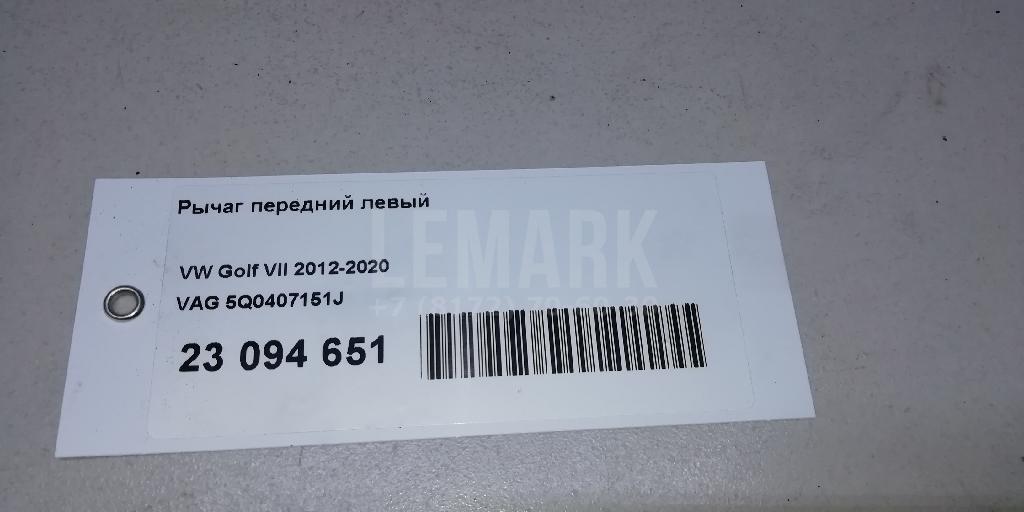 Рычаг передний левый
LEMARK
VW Golf VII 2012-2020
VAG 5Q0407151J
23 094 651